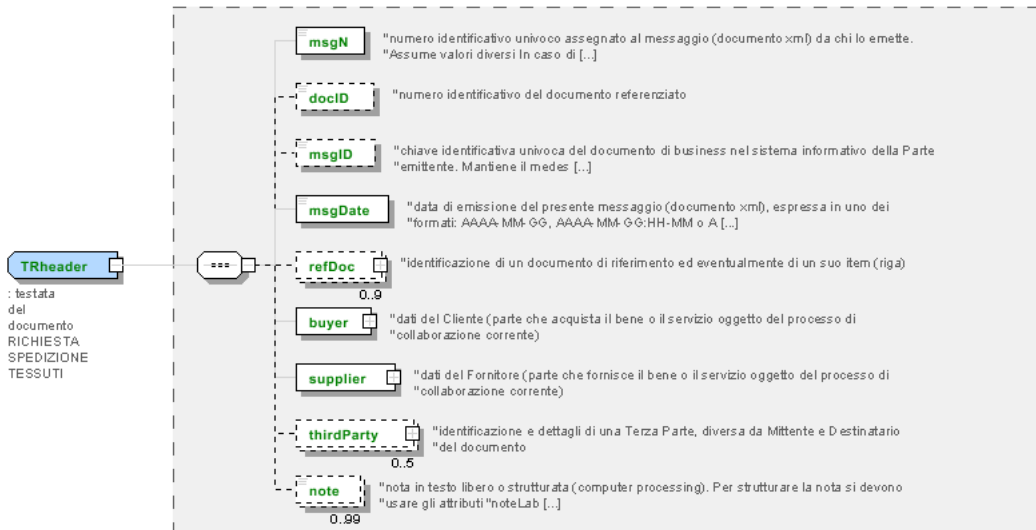 msgN
"numero identificativo univoco assegnato al messaggio (documento xml) da chi lo emette.
"Assume valori diversi In caso di [...]
docID
"numero identificativo del documento referenziato
msgID
"chiave identificativa univoca del documento di business nel sistema informativo della Parte
"emittente. Mantiene il medes [...]
msgDate
"data di emissione del presente messaggio (documento xml), espressa in uno dei
"formati: AAAA-MM-GG, AAAA-MM-GG:HH-MM o A [...]
TRheader
: testata
del
documento
RICHIESTA
SPEDIZIONE
TESSUTI
refDoc
0..9
"identificazione di un documento di riferimento ed eventualmente di un suo item (riga)
buyer
"dati del Cliente (parte che acquista il bene o il servizio oggetto del processo di
"collaborazione corrente)
supplier
"dati del Fornitore (parte che fornisce il bene o il servizio oggetto del processo di
"collaborazione corrente)
thirdParty
0..5
"identificazione e dettagli di una Terza Parte, diversa da Mittente e Destinatario
"del documento
note
0..99
"nota in testo libero o strutturata (computer processing). Per strutturare la nota si devono
"usare gli attributi "noteLab [...]